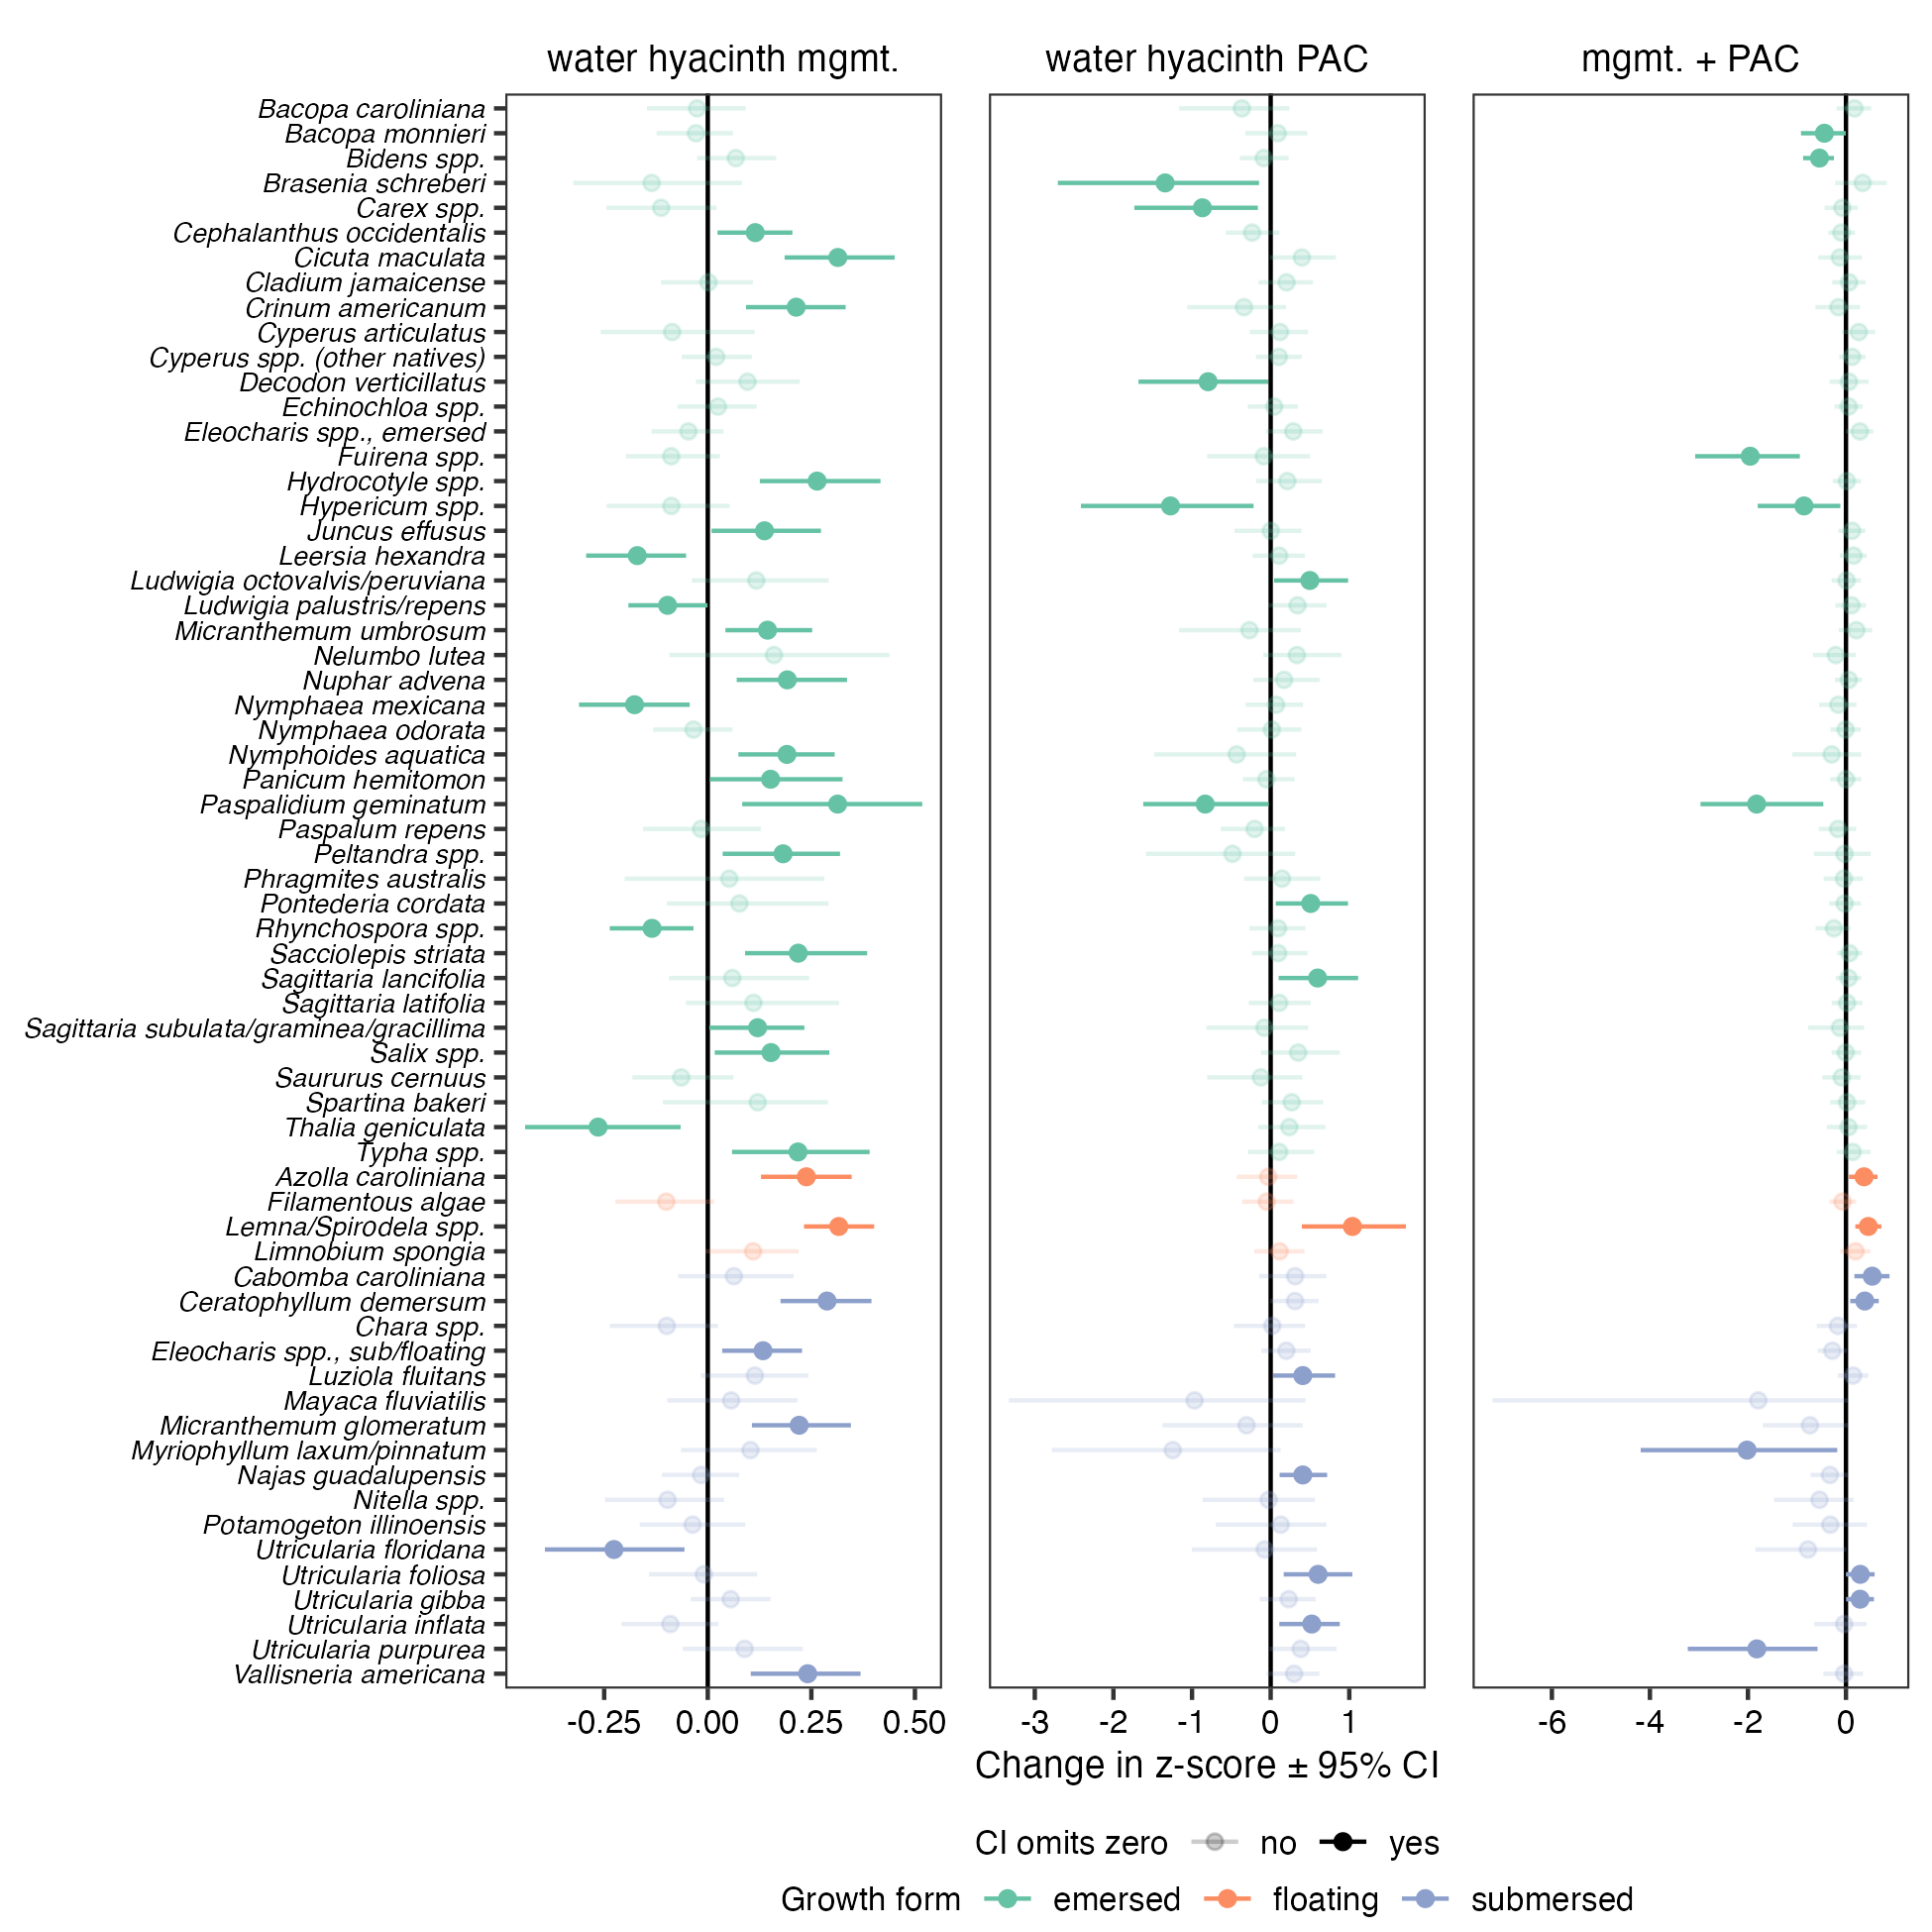 water hyacinth mgmt.
water hyacinth PAC
mgmt. + PAC
Bacopa caroliniana
Bacopa monnieri
Bidens spp.
Brasenia schreberi
Carex spp.
Cephalanthus occidentalis
Cicuta maculata
Cladium jamaicense
Crinum americanum
Cyperus articulatus
Cyperus spp. (other natives)
Decodon verticillatus
Echinochloa spp.
Eleocharis spp., emersed
Fuirena spp.
Hydrocotyle spp.
Hypericum spp.
Juncus effusus
Leersia hexandra
Ludwigia octovalvis/peruviana
Ludwigia palustris/repens
Micranthemum umbrosum
Nelumbo lutea
Nuphar advena
Nymphaea mexicana
Nymphaea odorata
Nymphoides aquatica
Panicum hemitomon
Paspalidium geminatum
Paspalum repens
Peltandra spp.
Phragmites australis
Pontederia cordata
Rhynchospora spp.
Sacciolepis striata
Sagittaria lancifolia
Sagittaria latifolia
Sagittaria subulata/graminea/gracillima
Salix spp.
Saururus cernuus
Spartina bakeri
Thalia geniculata
Typha spp.
Azolla caroliniana
Filamentous algae
Lemna/Spirodela spp.
Limnobium spongia
Cabomba caroliniana
Ceratophyllum demersum
Chara spp.
Eleocharis spp., sub/floating
Luziola fluitans
Mayaca fluviatilis
Micranthemum glomeratum
Myriophyllum laxum/pinnatum
Najas guadalupensis
Nitella spp.
Potamogeton illinoensis
Utricularia floridana
Utricularia foliosa
Utricularia gibba
Utricularia inflata
Utricularia purpurea
Vallisneria americana
-0.25 0.00 0.25 0.50
-3 -2 -1 0 1
-6 -4 -2 0
Change in z-score ± 95% CI
CI omits zero no yes
Growth form emersed floating submersed